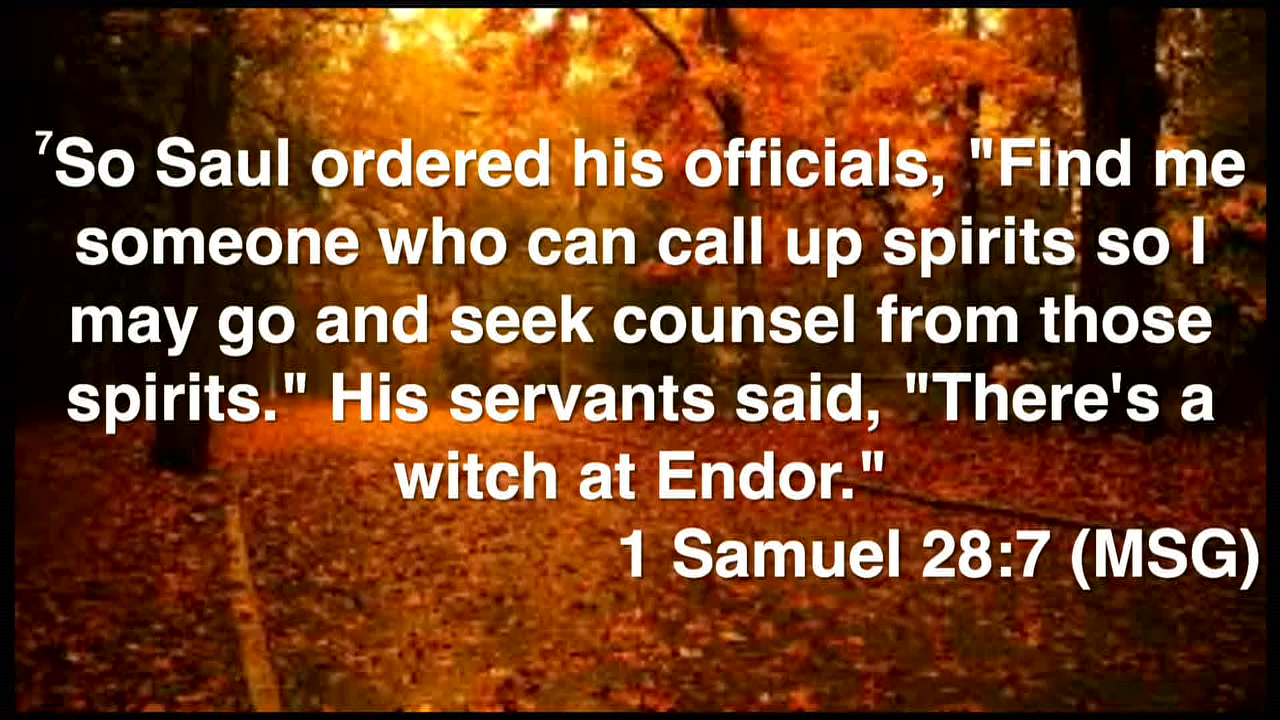 7So Saul ordered his officials, "Find me
someone who can call up spirits so I
may go and seek counsel from those
spirits." His servants said, "There's a
witch at Endor."
1 Samuel 28:7 (MSG)